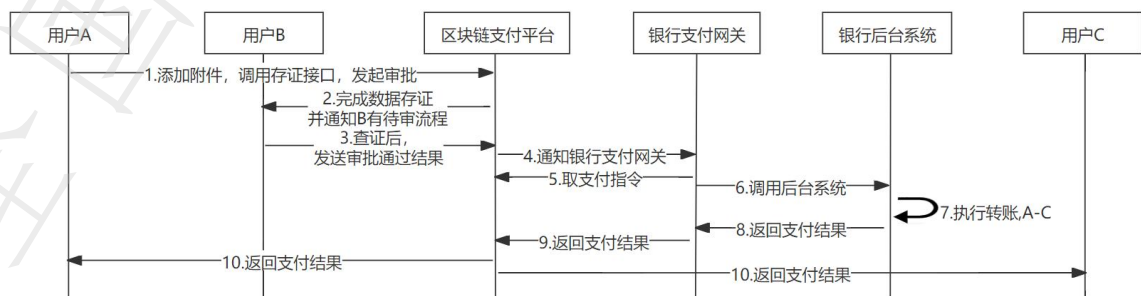 用户A
用户B
区块链支付平台
银行支付网关
银行后台系统
用户C
1.添加附件，调用存证接口，发起审批
2.完成数据存证
并通知B有待审流程
3.查证后，
发送审批通过结果
4.通知银行支付网关
5.取支付指令
6.调用后台系统
7.执行转账,A-C
8.返回支付结果
9.返回支付结果
10.返回支付结果
10.返回支付结果